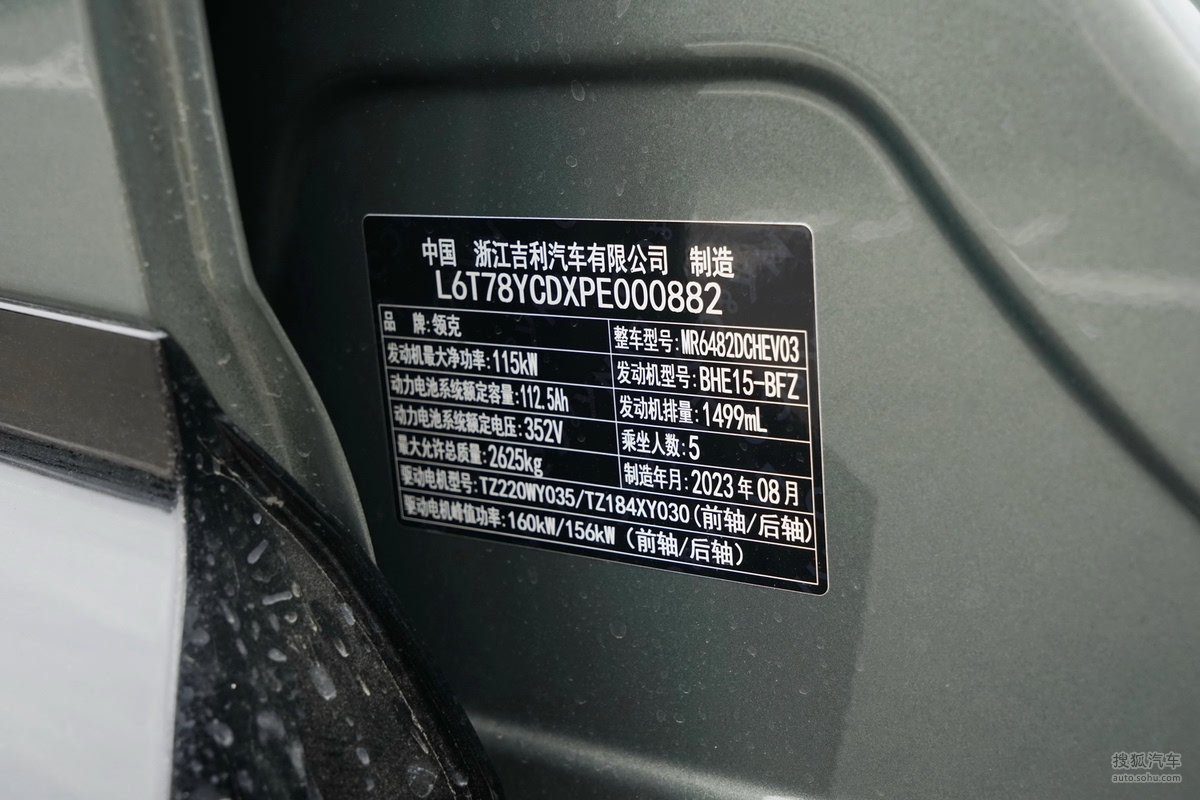 中国 浙江吉利汽车有限公司 制造
L6T78YCDXPE000882
品 牌:领克 整车型号:MR6482DCHEV03
发动机最大净功率:115kW 发动机型号:BHE15-BFZ
动力电池系统额定容量:112.5Ah 发动机排量:1499mL
动力电池系统额定电压:352V 乘坐人数:5
最大允许总质量:2625kg 制造年月:2023年08月
驱动电机型号:TZ220WY035/TZ184XY030(前轴/后轴)
驱动电机峰值功率:160kW/156kW (前轴/后轴)
搜狐汽车
auto.sohu.com